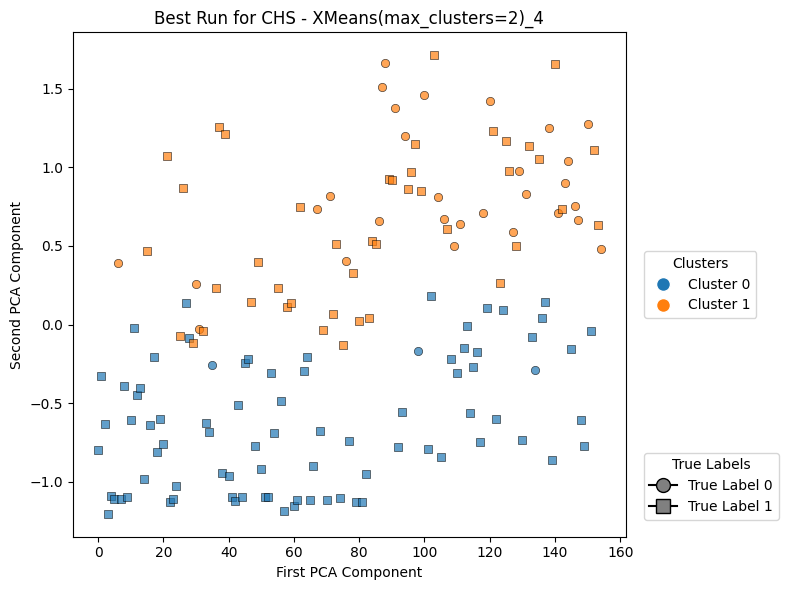 Best Run for CHS - XMeans(max_clusters=2)_4
Second PCA Component
1.5
1.0
0.5
0.0
−0.5
−1.0
0 20 40 60 80 100 120 140 160
First PCA Component
Clusters
Cluster 0
Cluster 1
True Labels
True Label 0
True Label 1